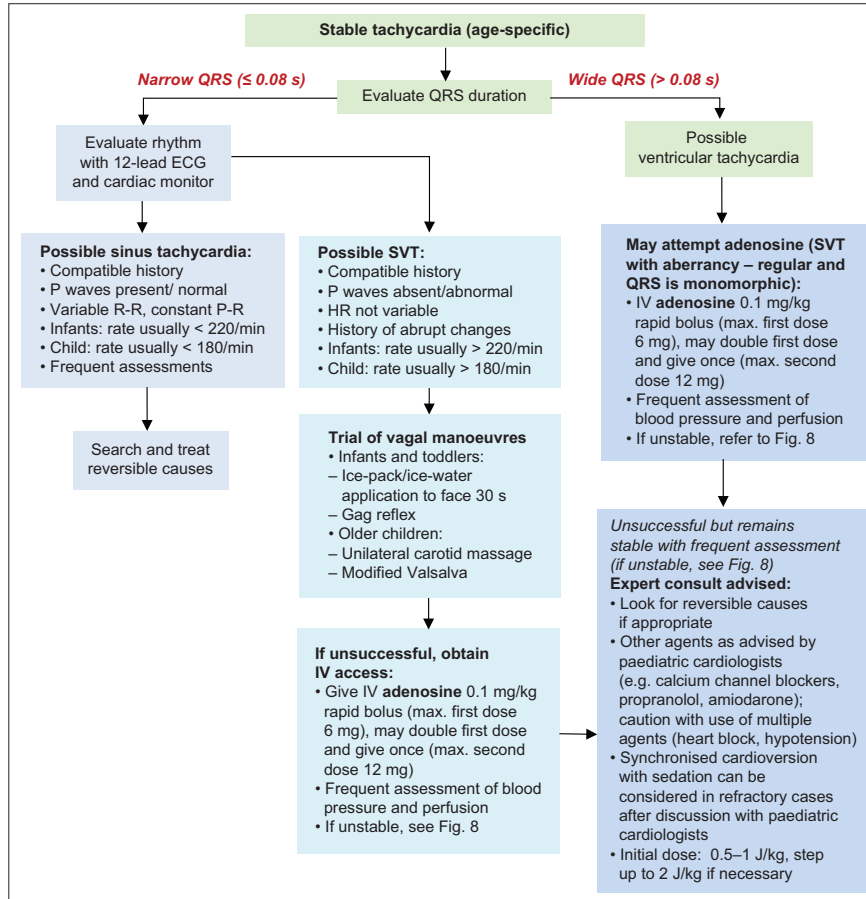 Stable tachycardia (age-specific)
Narrow QRS (≤ 0.08 s)
Wide QRS (> 0.08 s)
Evaluate QRS duration
Evaluate rhythm
with 12-lead ECG
and cardiac monitor
Possible
ventricular tachycardia
Possible sinus tachycardia:
• Compatible history
• P waves present/ normal
• Variable R-R, constant P-R
• Infants: rate usually < 220/min
• Child: rate usually < 180/min
• Frequent assessments
Search and treat
reversible causes
Possible SVT:
• Compatible history
• P waves absent/abnormal
• HR not variable
• History of abrupt changes
• Infants: rate usually > 220/min
• Child: rate usually > 180/min
Trial of vagal manoeuvres
• Infants and toddlers:
– Ice-pack/ice-water
application to face 30 s
– Gag reflex
• Older children:
– Unilateral carotid massage
– Modified Valsalva
If unsuccessful, obtain
IV access:
• Give IV adenosine 0.1 mg/kg
rapid bolus (max. first dose
6 mg), may double first dose
and give once (max. second
dose 12 mg)
• Frequent assessment of blood
pressure and perfusion
• If unstable, see Fig. 8
May attempt adenosine (SVT
with aberrancy – regular and
QRS is monomorphic):
• IV adenosine 0.1 mg/kg
rapid bolus (max. first dose
6 mg), may double first dose
and give once (max. second
dose 12 mg)
• Frequent assessment of
blood pressure and perfusion
• If unstable, refer to Fig. 8
Unsuccessful but remains
stable with frequent assessment
(if unstable, see Fig. 8)
Expert consult advised:
• Look for reversible causes
if appropriate
• Other agents as advised by
paediatric cardiologists
(e.g. calcium channel blockers,
propranolol, amiodarone);
caution with use of multiple
agents (heart block, hypotension)
• Synchronised cardioversion
with sedation can be
considered in refractory cases
after discussion with paediatric
cardiologists
• Initial dose: 0.5–1 J/kg, step
up to 2 J/kg if necessary